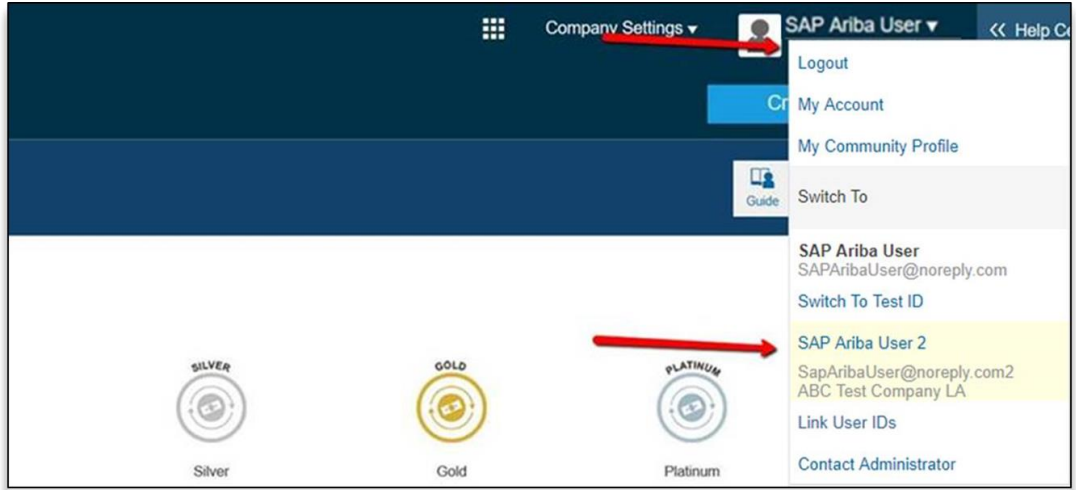 Company Settings ▾
SAP Ariba User ▾
<< Help Ce
Logout
Cr
My Account
My Community Profile
Guide
Switch To
SAP Ariba User
SAPAribaUser@noreply.com
Switch To Test ID
SAP Ariba User 2
SapAribaUser@noreply.com2
ABC Test Company LA
Link User IDs
Contact Administrator
SILVER
GOLD
PLATINUM
Silver
Gold
Platinum